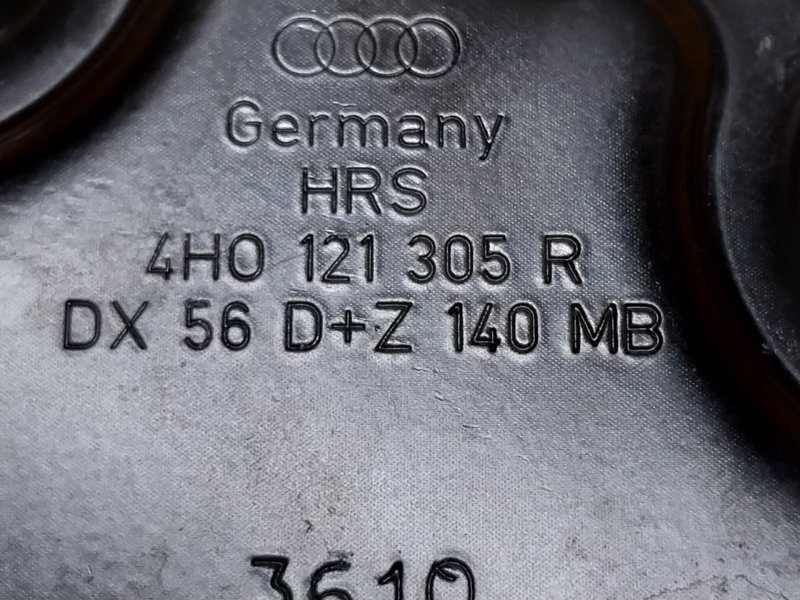 Germany
HRS
4H0 121 305 R
DX 56 D+Z 140 MB
3610